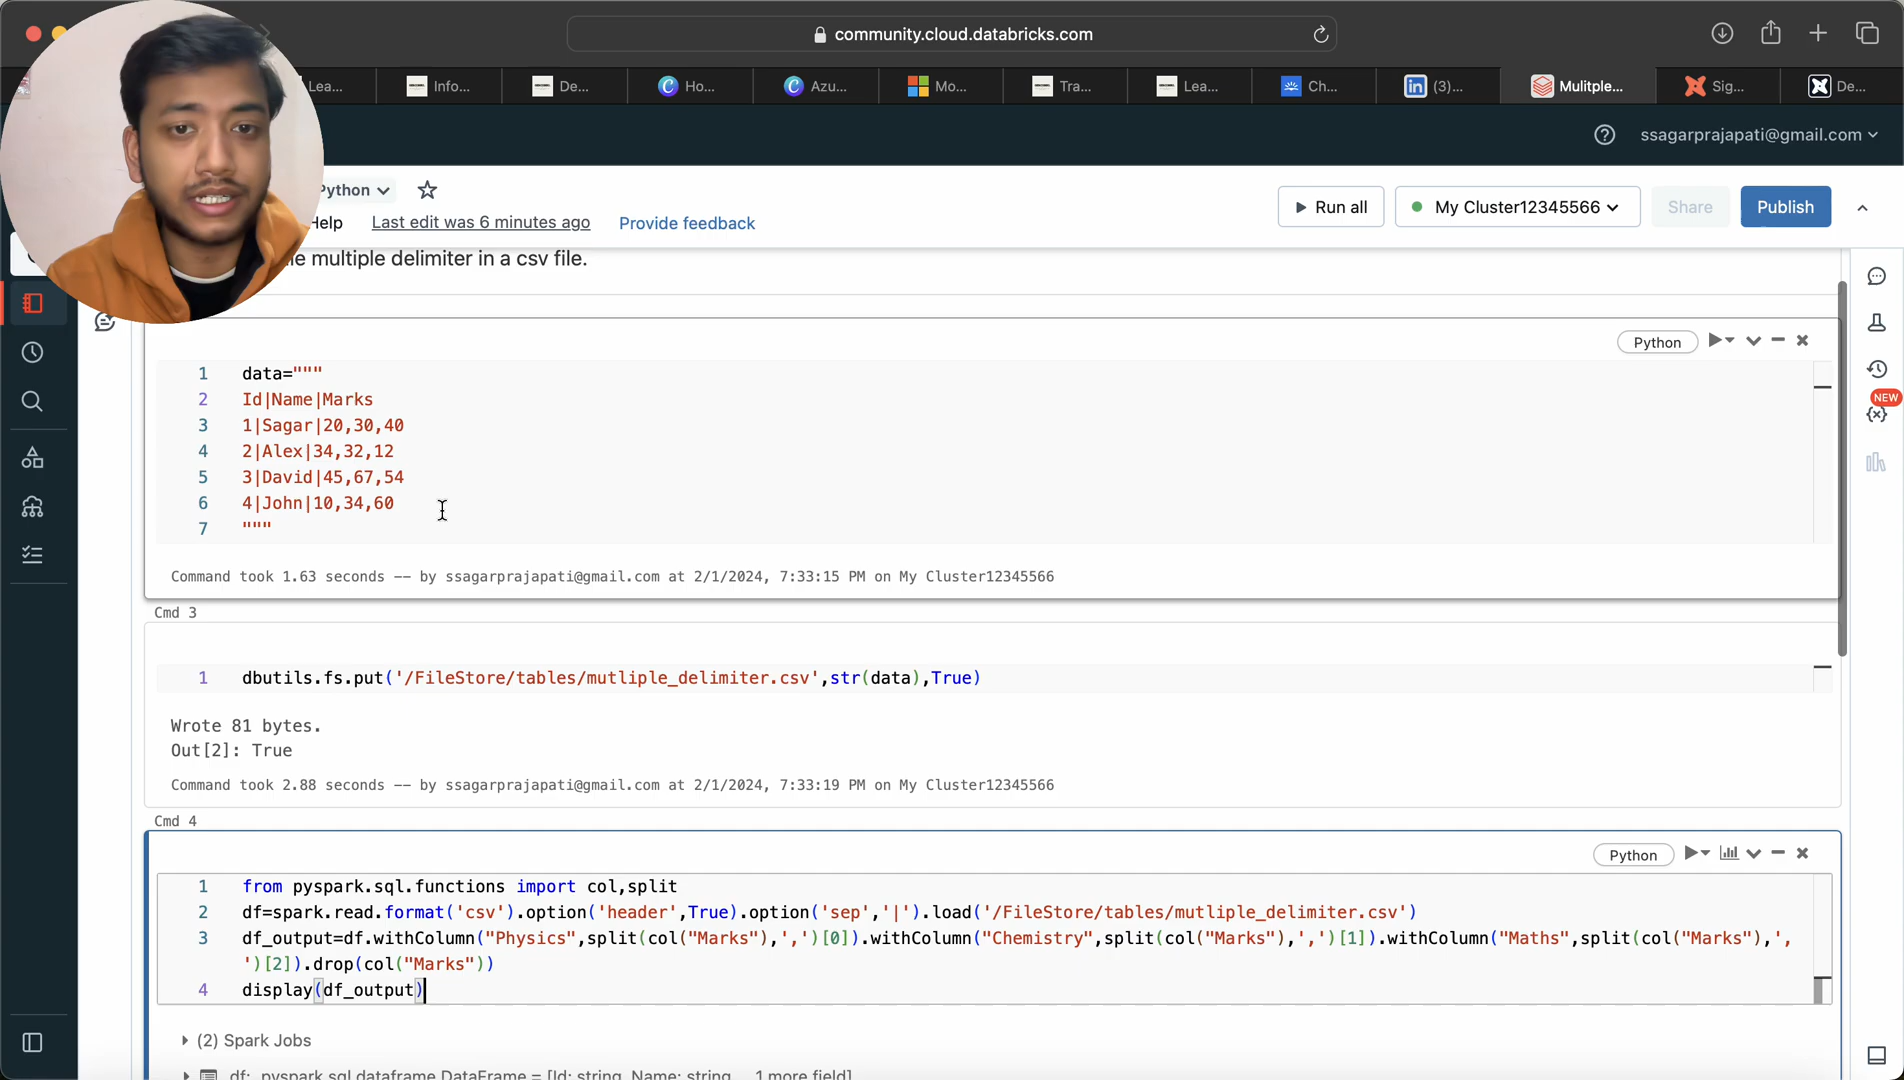 community.cloud.databricks.com
Lea...
Info...
De...
Ho...
Azu...
Mo...
Tra...
Lea...
Ch...
(3)...
Mulitple...
Sig...
De...
ssagarprajapati@gmail.com
Python
Help
Last edit was 6 minutes ago
Provide feedback
Run all
My Cluster12345566
Share
Publish
multiple delimiter in a csv file.
NEW
Python
1 data="""
2 Id|Name|Marks
3 1|Sagar|20,30,40
4 2|Alex|34,32,12
5 3|David|45,67,54
6 4|John|10,34,60
7 """
Command took 1.63 seconds -- by ssagarprajapati@gmail.com at 2/1/2024, 7:33:15 PM on My Cluster12345566
Cmd 3
1 dbutils.fs.put('/FileStore/tables/mutliple_delimiter.csv',str(data),True)
Wrote 81 bytes.
Out[2]: True
Command took 2.88 seconds -- by ssagarprajapati@gmail.com at 2/1/2024, 7:33:19 PM on My Cluster12345566
Cmd 4
Python
1 from pyspark.sql.functions import col,split
2 df=spark.read.format('csv').option('header',True).option('sep','|').load('/FileStore/tables/mutliple_delimiter.csv')
3 df_output=df.withColumn("Physics",split(col("Marks"),',')[0]).withColumn("Chemistry",split(col("Marks"),',')[1]).withColumn("Maths",split(col("Marks"),',
')[2]).drop(col("Marks"))
4 display(df_output)
(2) Spark Jobs
df: pyspark.sql.dataframe.DataFrame = [Id: string, Name: string ... 1 more field]